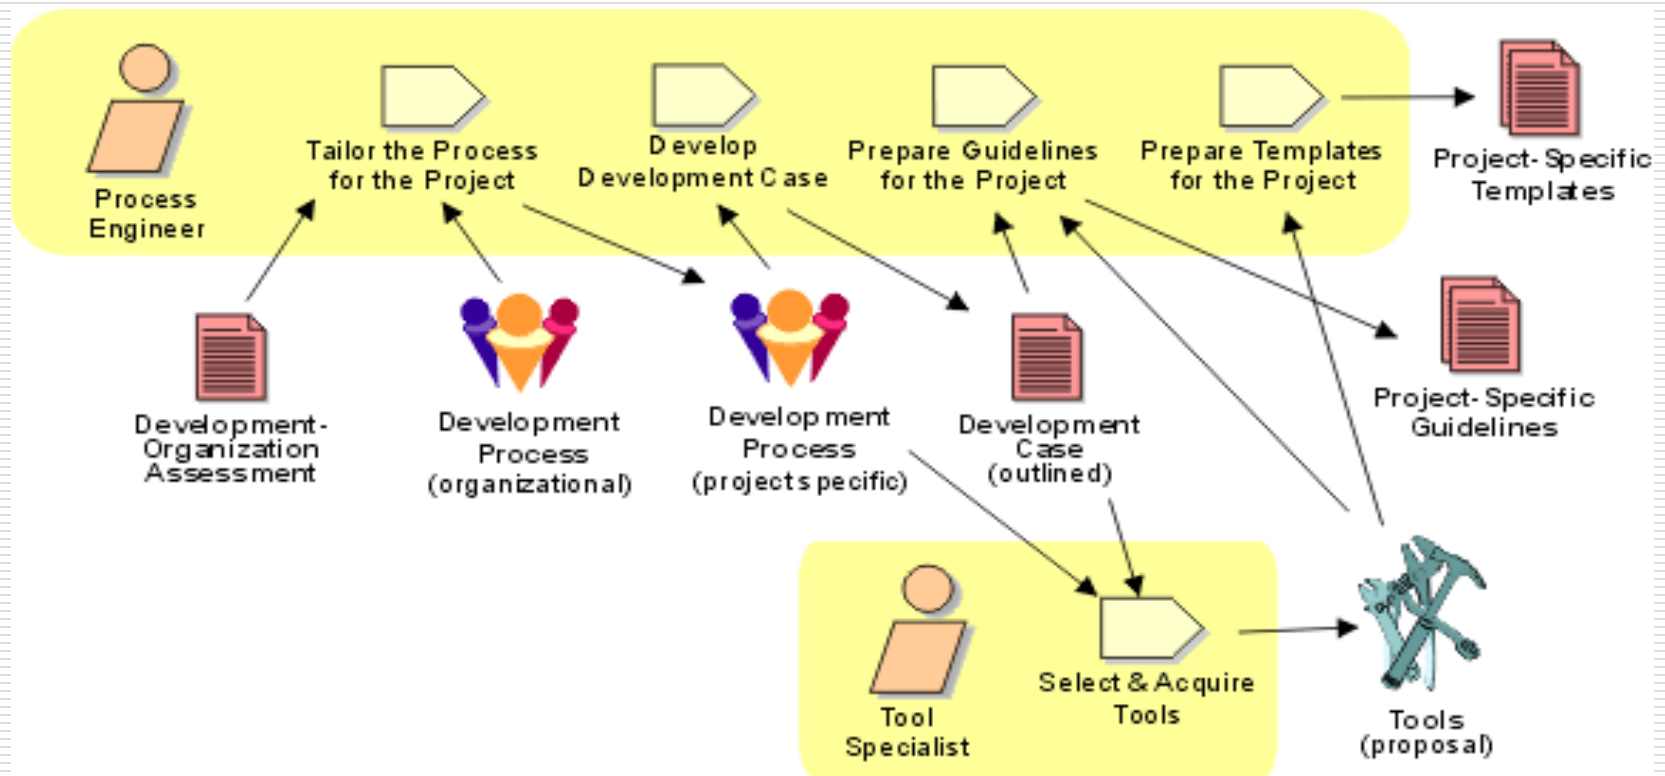 Process
Engineer
Tailor the Process
for the Project
Develop
Development Case
Prepare Guidelines
for the Project
Prepare Templates
for the Project
Project-Specific
Templates
Development-
Organization
Assessment
Development
Process
(organizational)
Development
Process
(project specific)
Development
Case
(outlined)
Project-Specific
Guidelines
Tool
Specialist
Select & Acquire
Tools
Tools
(proposal)